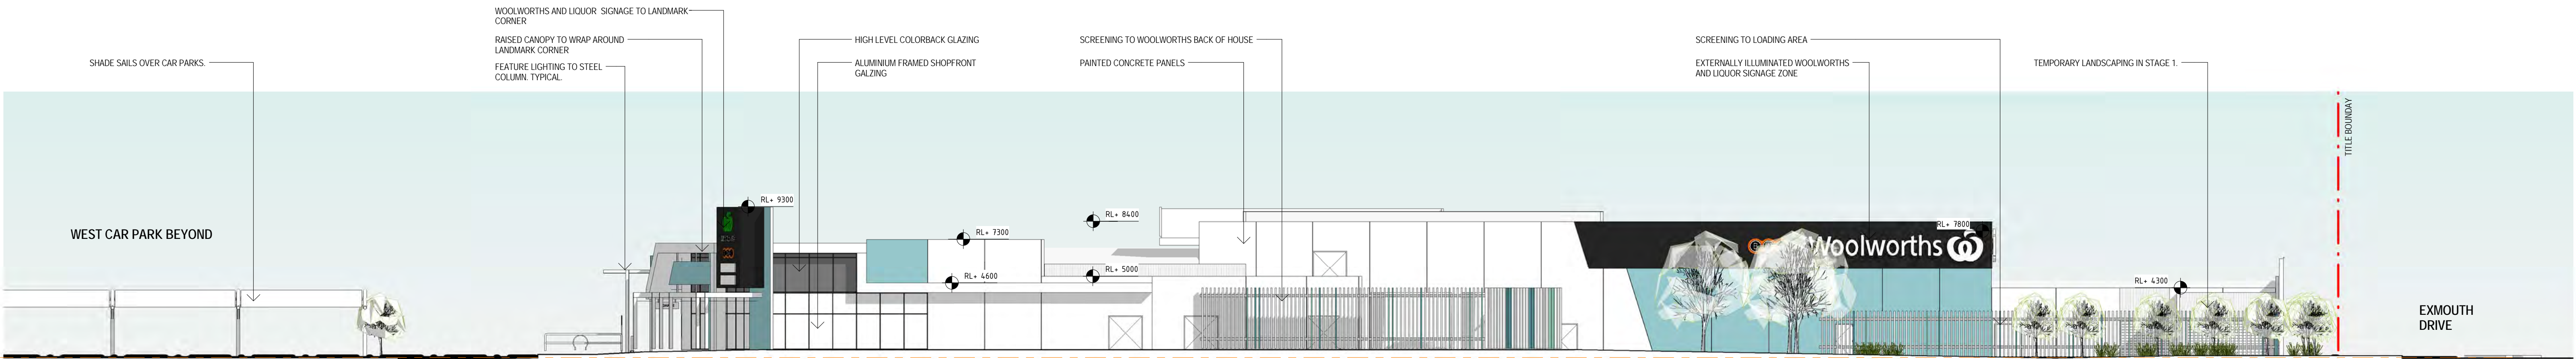 WOOLWORTHS AND LIQUOR SIGNAGE TO LANDMARK
CORNER
RAISED CANOPY TO WRAP AROUND
LANDMARK CORNER
FEATURE LIGHTING TO STEEL
COLUMN. TYPICAL.
SHADE SAILS OVER CAR PARKS.
HIGH LEVEL COLORBACK GLAZING
ALUMINIUM FRAMED SHOPFRONT
GALZING
SCREENING TO WOOLWORTHS BACK OF HOUSE
PAINTED CONCRETE PANELS
SCREENING TO LOADING AREA
EXTERNALLY ILLUMINATED WOOLWORTHS
AND LIQUOR SIGNAGE ZONE
TEMPORARY LANDSCAPING IN STAGE 1.
TITLE BOUNDAY
WEST CAR PARK BEYOND
RL+ 9300
RL+ 7300
RL+ 4600
RL+ 8400
RL+ 5000
RL+ 7800
Woolworths
RL+ 4300
EXMOUTH
DRIVE